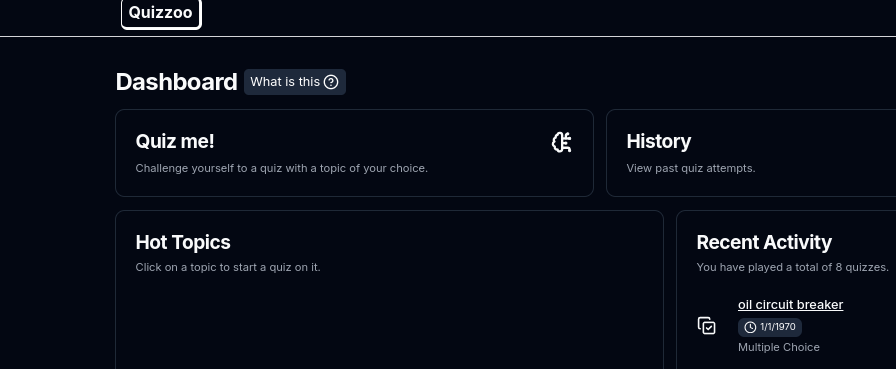 Quizzoo
Dashboard
What is this
Quiz me!
Challenge yourself to a quiz with a topic of your choice.
History
View past quiz attempts.
Hot Topics
Click on a topic to start a quiz on it.
Recent Activity
You have played a total of 8 quizzes.
oil circuit breaker
1/1/1970
Multiple Choice